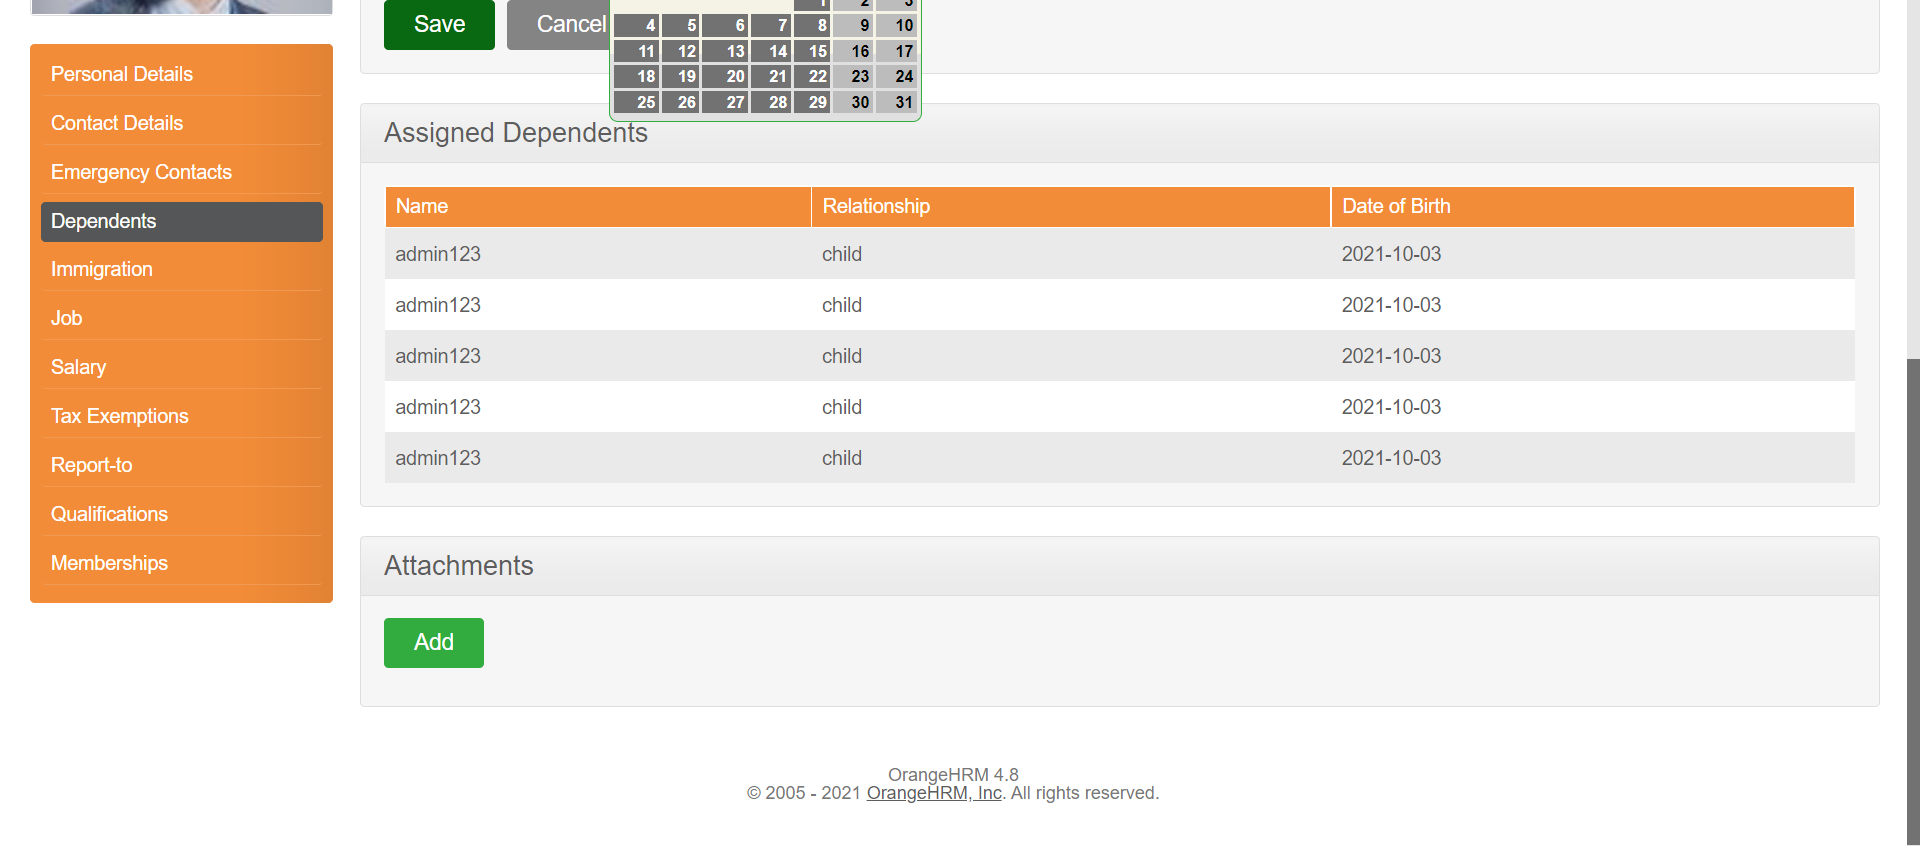 Save Cancel
1 2 3
4 5 6 7 8 9 10
11 12 13 14 15 16 17
18 19 20 21 22 23 24
25 26 27 28 29 30 31
Personal Details
Contact Details
Emergency Contacts
Dependents
Immigration
Job
Salary
Tax Exemptions
Report-to
Qualifications
Memberships
Assigned Dependents
Name Relationship Date of Birth
admin123 child 2021-10-03
admin123 child 2021-10-03
admin123 child 2021-10-03
admin123 child 2021-10-03
admin123 child 2021-10-03
Attachments
Add
OrangeHRM 4.8
© 2005 - 2021 OrangeHRM, Inc. All rights reserved.